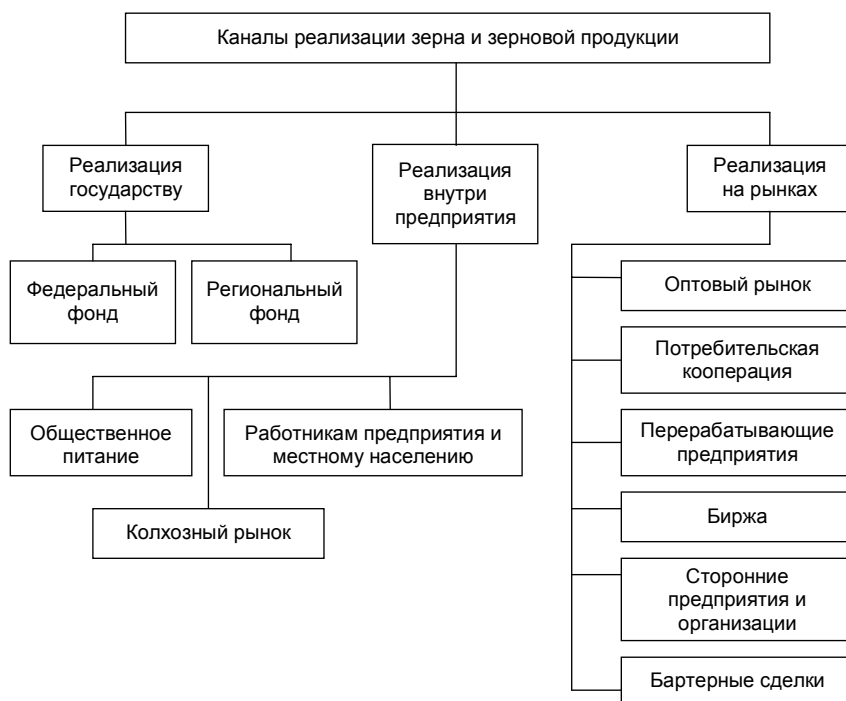 Каналы реализации зерна и зерновой продукции
Реализация
государству
Реализация
внутри
предприятия
Реализация
на рынках
Федеральный
фонд
Региональный
фонд
Общественное
питание
Работникам предприятия и
местному населению
Колхозный рынок
Оптовый рынок
Потребительская
кооперация
Перерабатывающие
предприятия
Биржа
Сторонние
предприятия и
организации
Бартерные сделки